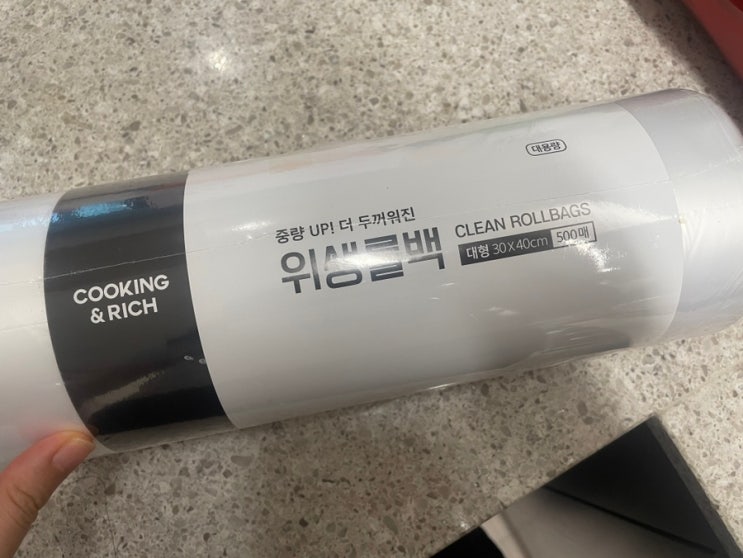 대용량
중량 UP! 더 두꺼워진
위생롤백
CLEAN ROLLBAGS
대형 30X40cm 500매
COOKING
& RICH